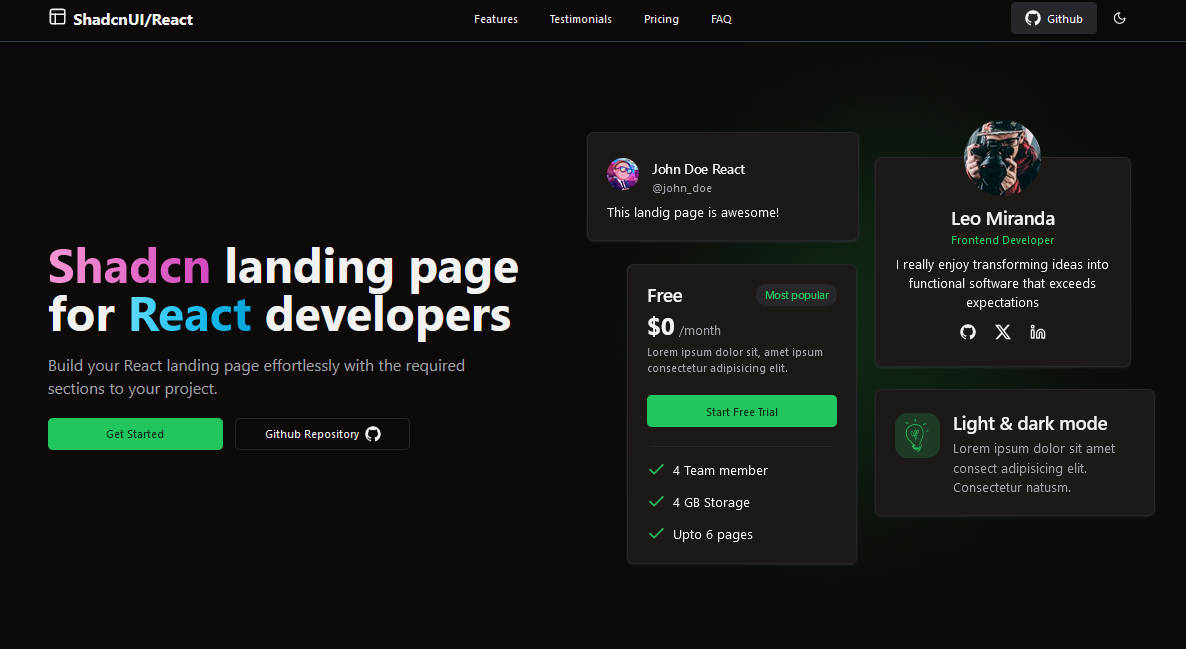 ShadcnUI/React
Features
Testimonials
Pricing
FAQ
Github
Shadcn landing page
for React developers
Build your React landing page effortlessly with the required
sections to your project.
Get Started
Github Repository
John Doe React
@john_doe
This landig page is awesome!
Free
Most popular
$0 /month
Lorem ipsum dolor sit, amet ipsum
consectetur adipisicing elit.
Start Free Trial
4 Team member
4 GB Storage
Upto 6 pages
Leo Miranda
Frontend Developer
I really enjoy transforming ideas into
functional software that exceeds
expectations
Light & dark mode
Lorem ipsum dolor sit amet
consect adipisicing elit.
Consectetur natusm.